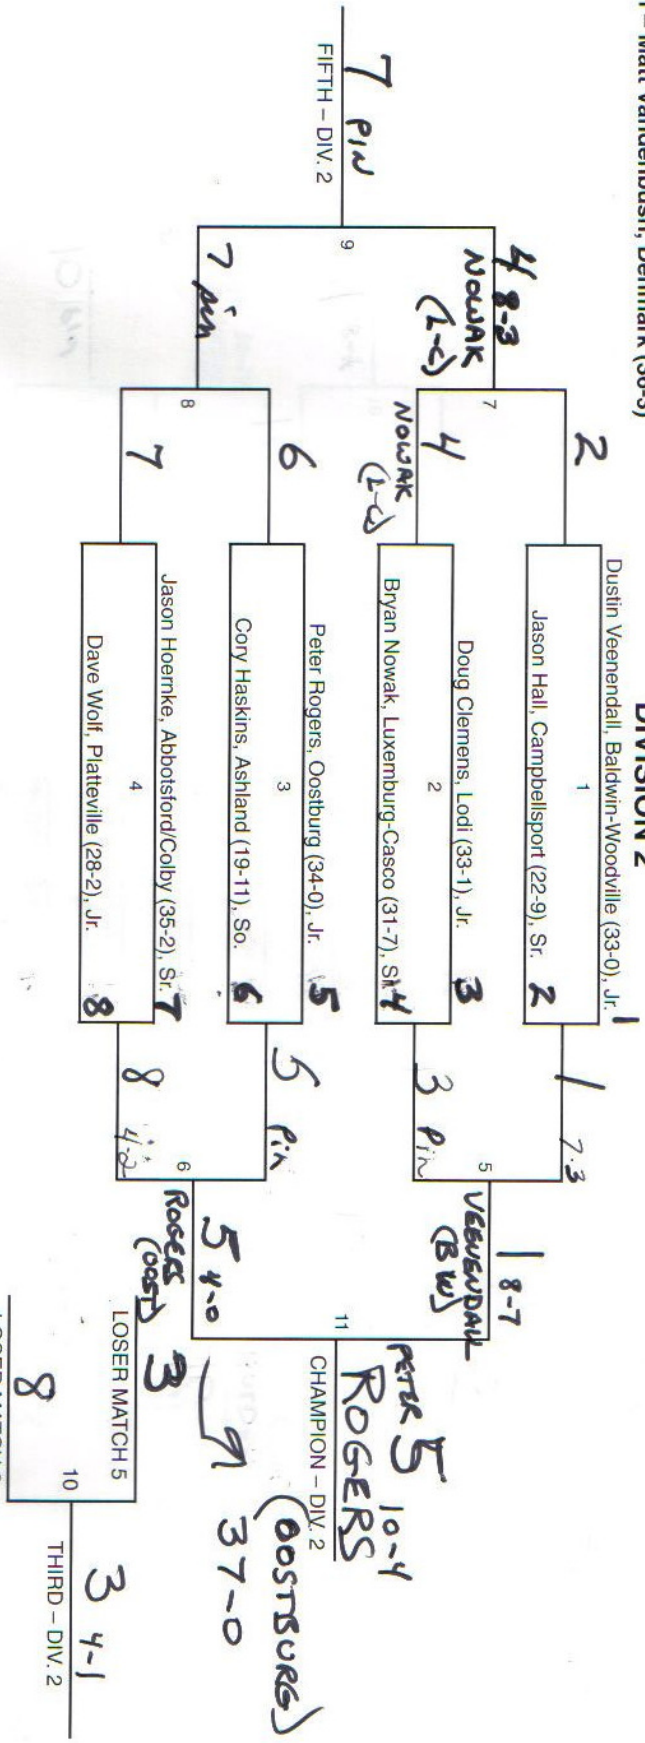 DIVISION 2
Dustin Veenendall, Baldwin-Woodville (33-0), Jr. 1
1
Jason Hall, Campbellsport (22-9), Sr. 2
Doug Clemens, Lodi (33-1), Jr. 3
2
Bryan Nowak, Luxemburg-Casco (31-7), Sr. 4
Peter Rogers, Oostburg (34-0), Jr. 5
3
Cory Haskins, Ashland (19-11), So. 6
Jason Hoernke, Abbotsford/Colby (35-2), Sr. 7
4
Dave Wolf, Platteville (28-2), Jr. 8
2
4
NOWAK
(L-C)
6
7
7
4 8-3
NOWAK
(L-C)
8
7 pin
9
7 PIN
FIFTH – DIV. 2
1 7-3
3 Pin
5 Pin
8 4-2
5
1 8-7
VEENENDALL
(BW)
6
5 4-0
ROGERS
(OOST)
11
PETER 5 10-4
ROGERS
CHAMPION – DIV. 2
(OOSTBURG)
37-0
3
LOSER MATCH 5
8
10
3 4-1
THIRD – DIV. 2